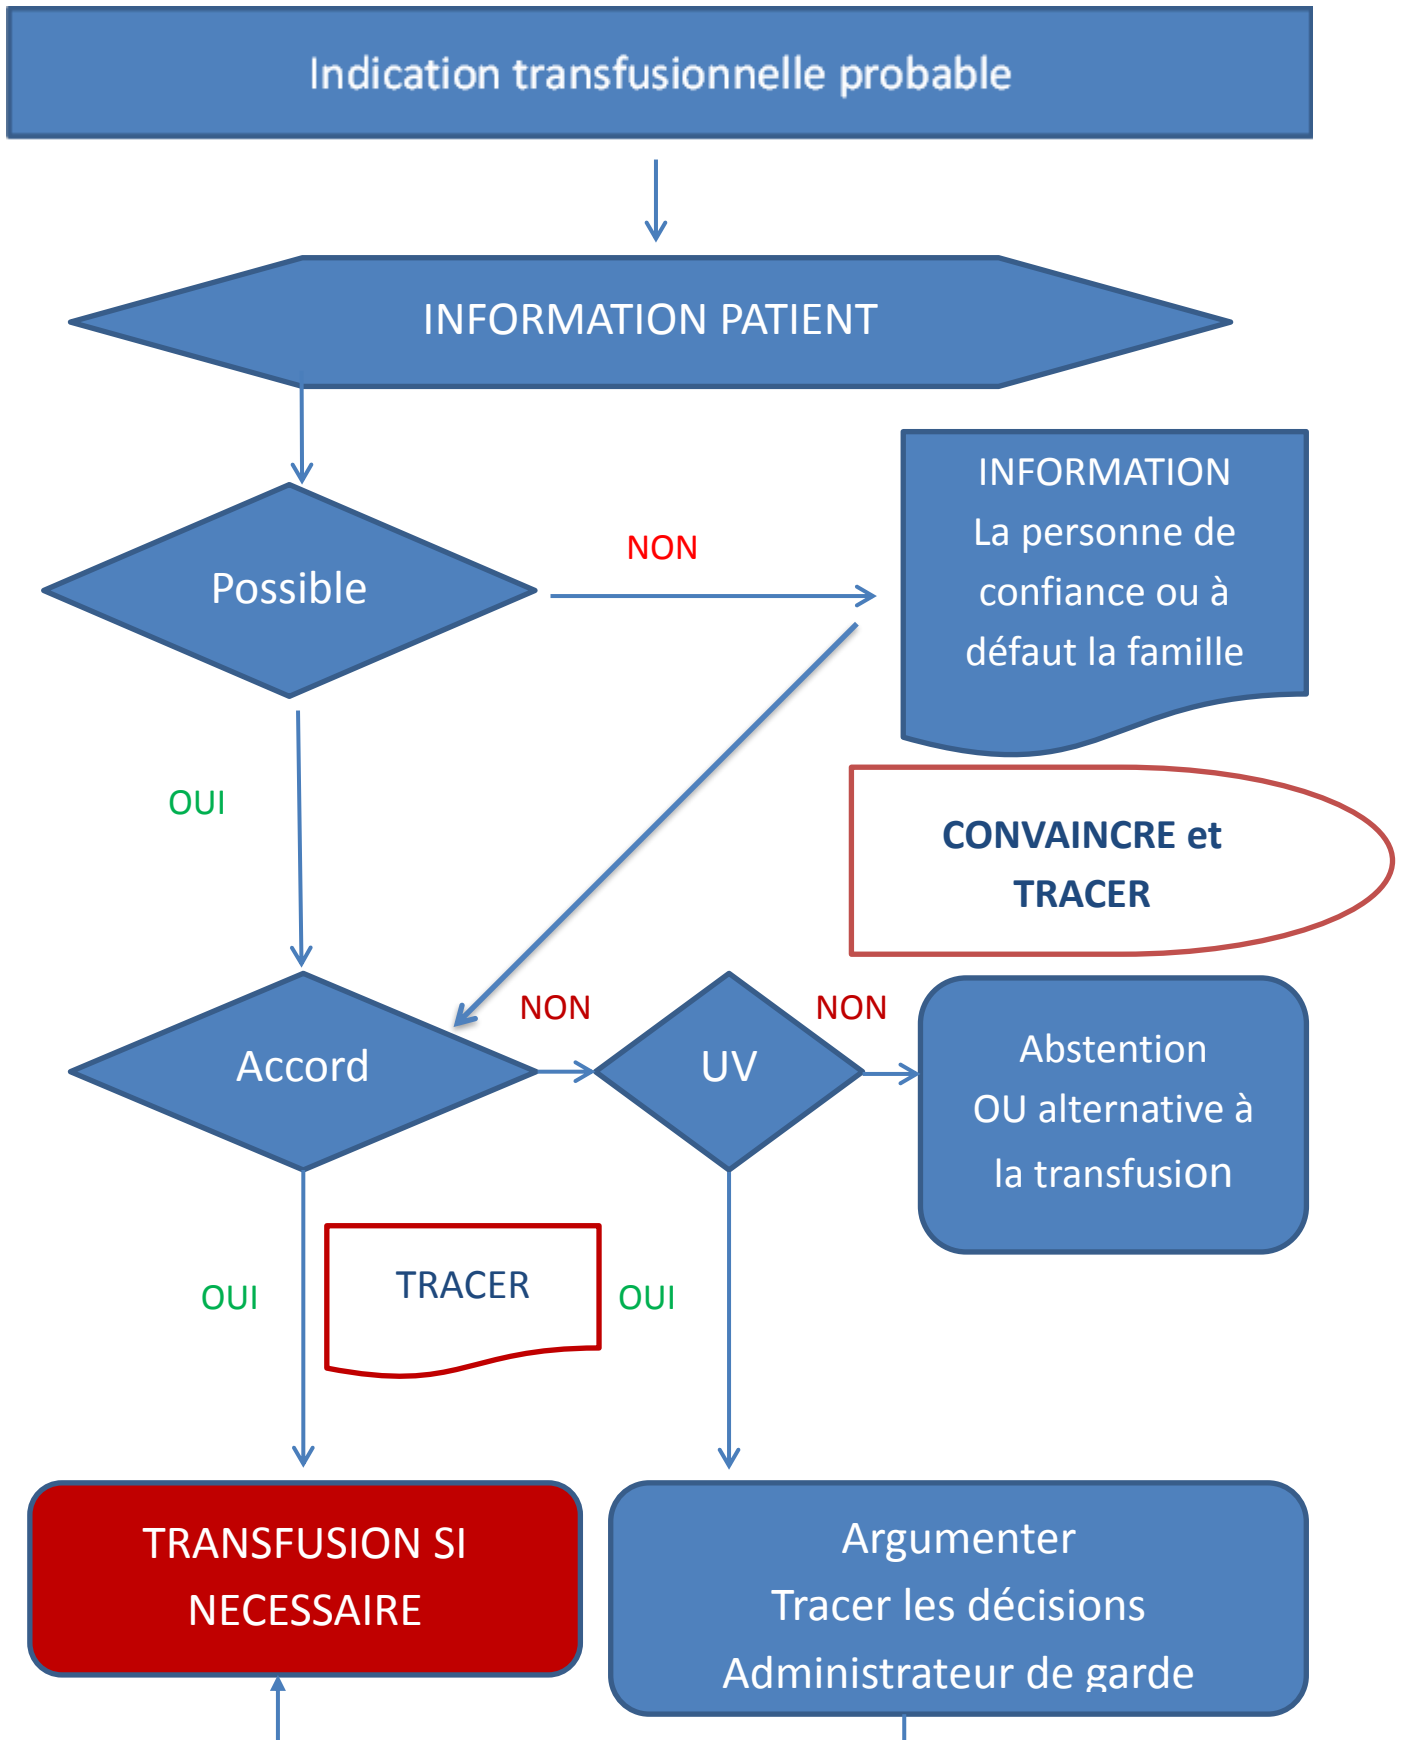 Indication transfusionnelle probable
INFORMATION PATIENT
INFORMATION
La personne de
confiance ou à
défaut la famille
NON
Possible
OUI
CONVAINCRE et
TRACER
NON
NON
Accord
UV
Abstention
OU alternative à
la transfusion
TRACER
OUI
OUI
TRANSFUSION SI
NECESSAIRE
Argumenter
Tracer les décisions
Administrateur de garde